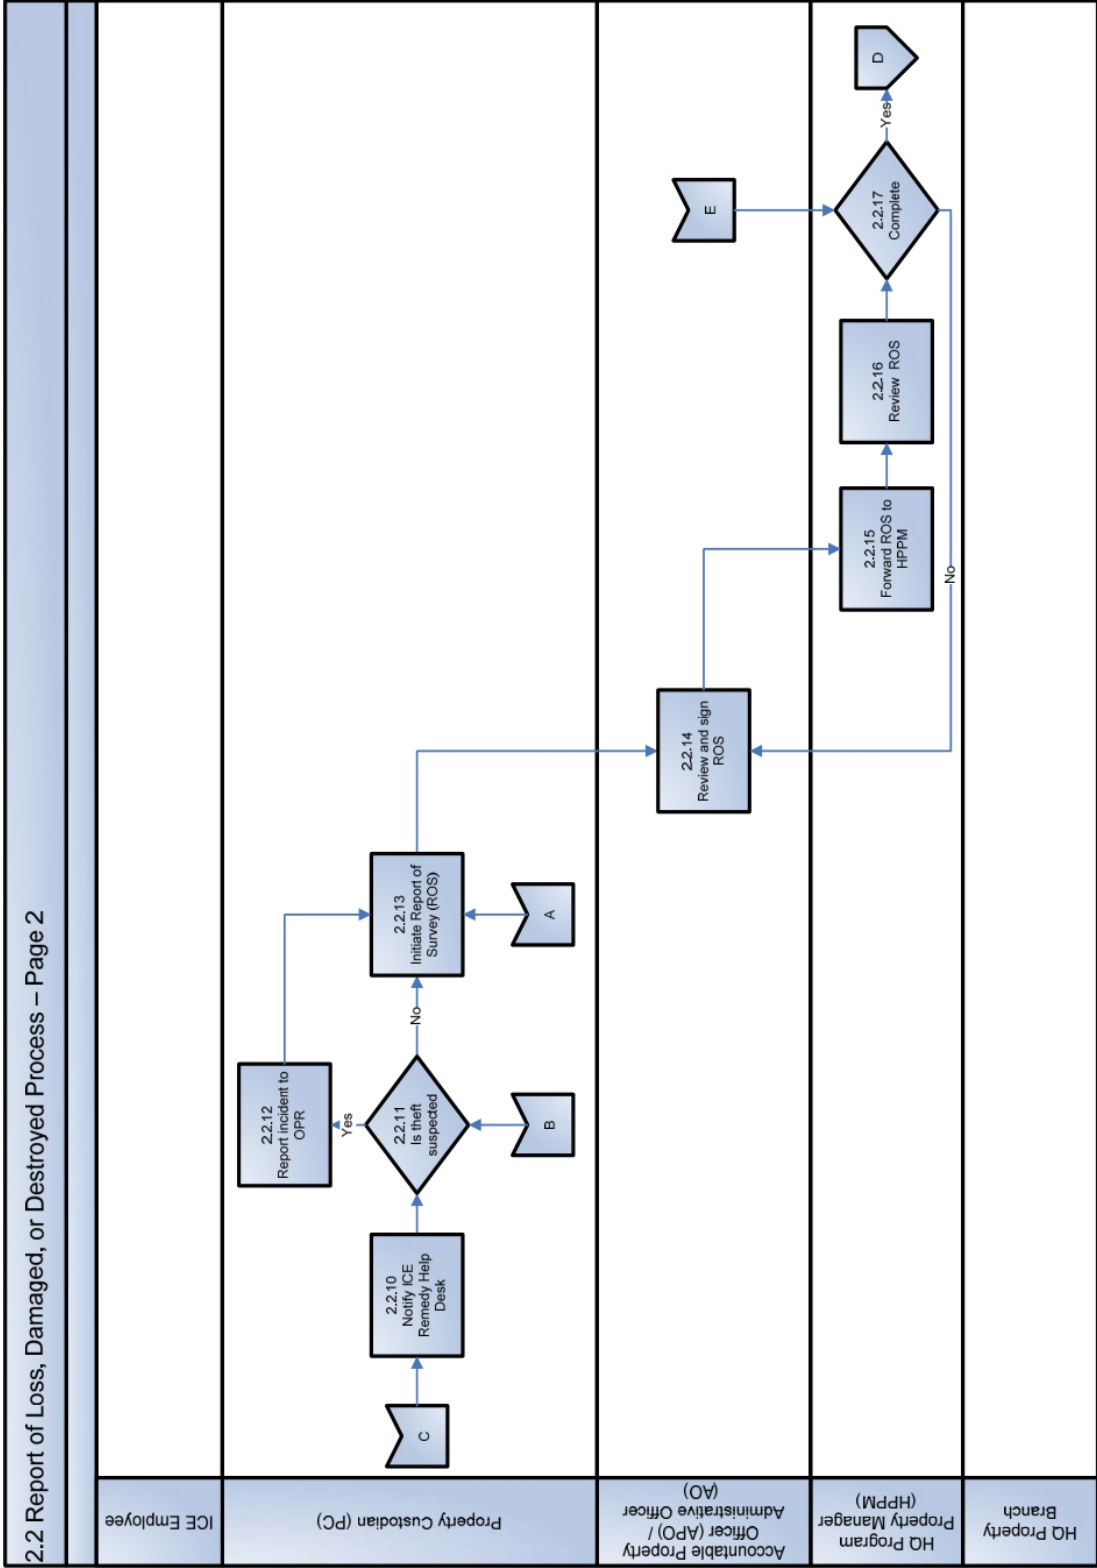 2.2 Report of Loss, Damaged, or Destroyed Process – Page 2
ICE Employee
Property Custodian (PC)
C
2.2.10
Notify ICE
Remedy Help
Desk
2.2.11
Is theft
suspected
Yes
No
B
2.2.12
Report incident to
OPR
2.2.13
Initiate Report of
Survey (ROS)
A
Accountable Property
Officer (APO) /
Administrative Officer
(AO)
2.2.14
Review and sign
ROS
E
HQ Program
Property Manager
(HPPM)
2.2.15
Forward ROS to
HPPM
2.2.16
Review ROS
2.2.17
Complete
Yes
D
No
HQ Property
Branch